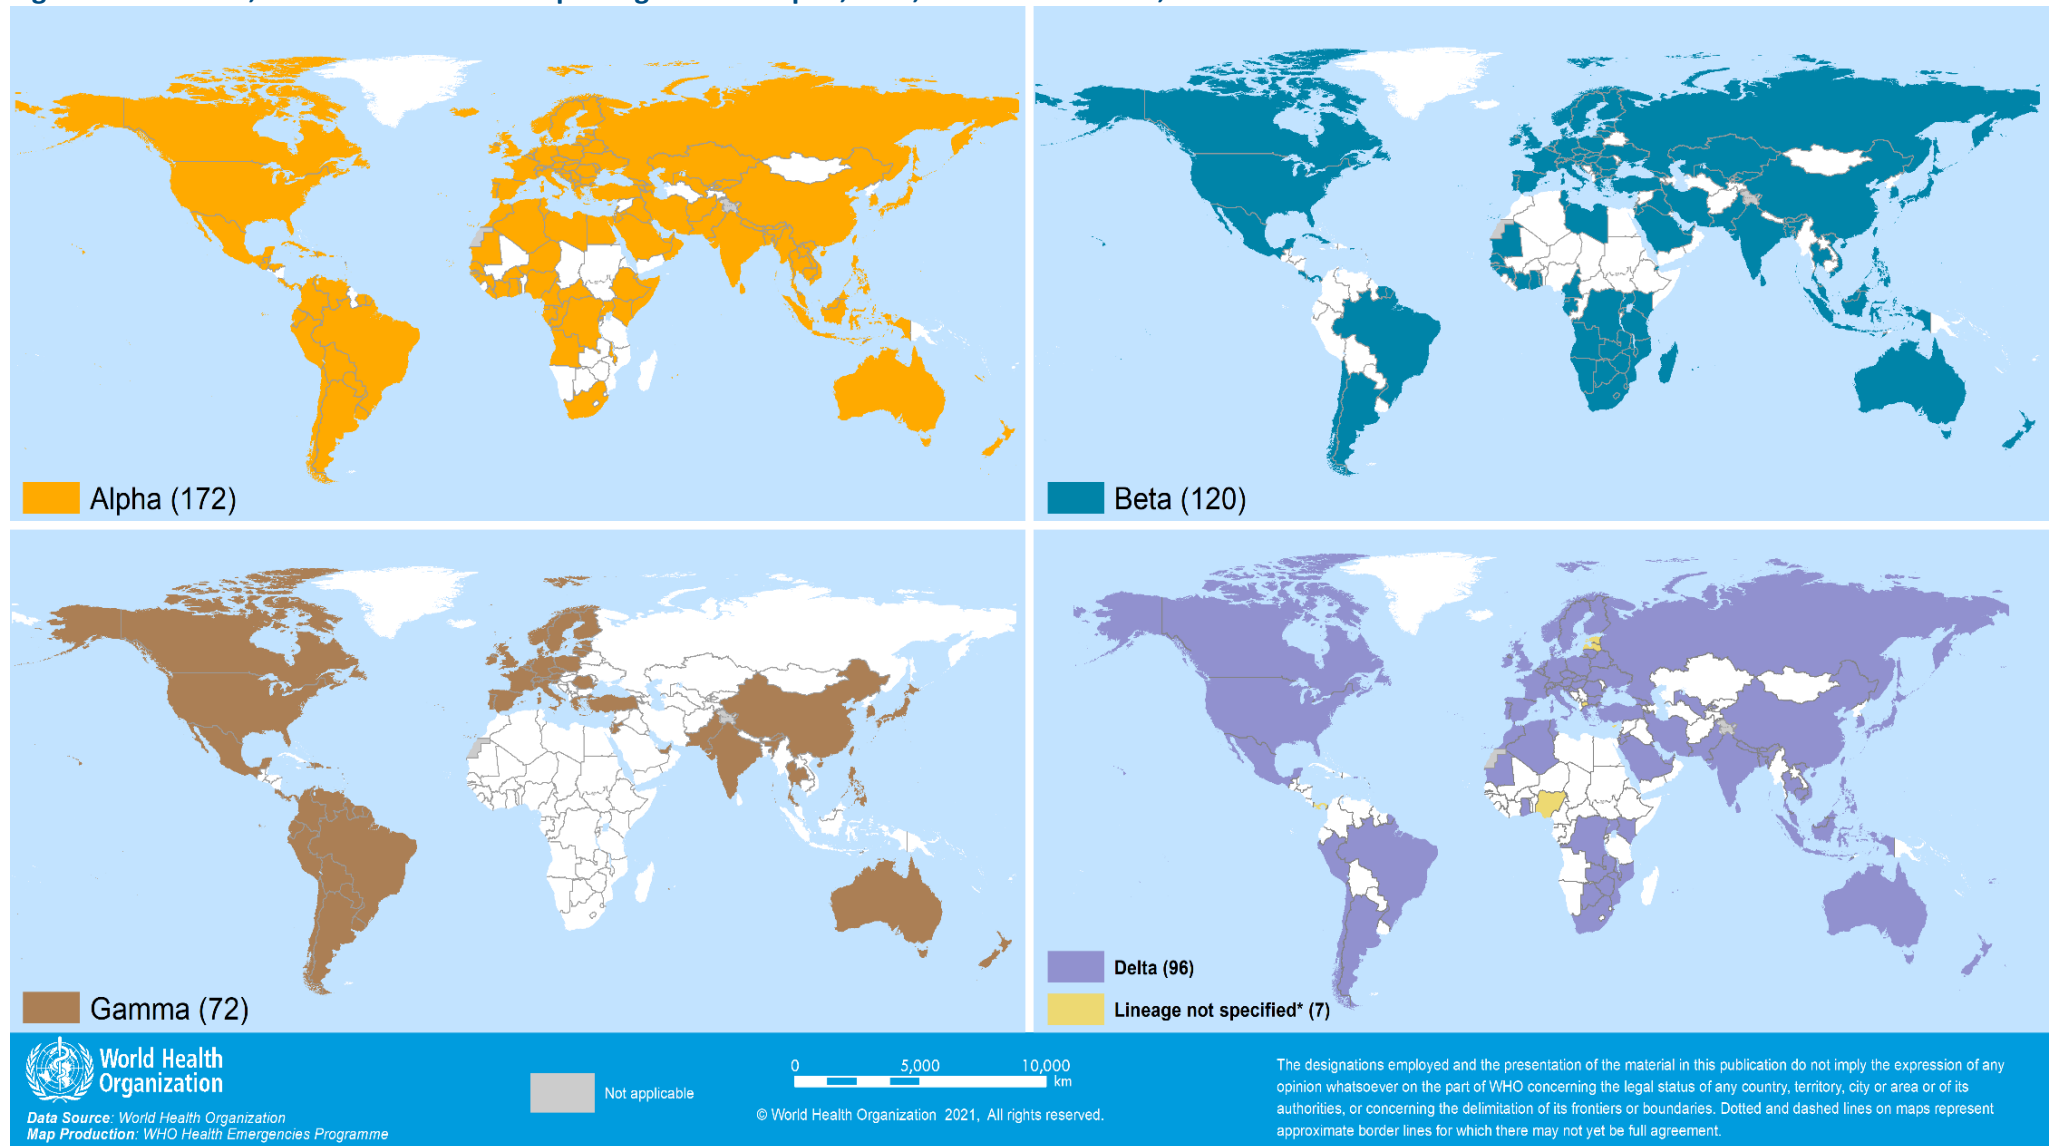 Alpha (172)
Beta (120)
Gamma (72)
Delta (96)
Lineage not specified* (7)
World Health
Organization
Data Source: World Health Organization
Map Production: WHO Health Emergencies Programme
Not applicable
0 5,000 10,000
km
© World Health Organization 2021, All rights reserved.
The designations employed and the presentation of the material in this publication do not imply the expression of any
opinion whatsoever on the part of WHO concerning the legal status of any country, territory, city or area or of its
authorities, or concerning the delimitation of its frontiers or boundaries. Dotted and dashed lines on maps represent
approximate border lines for which there may not yet be full agreement.